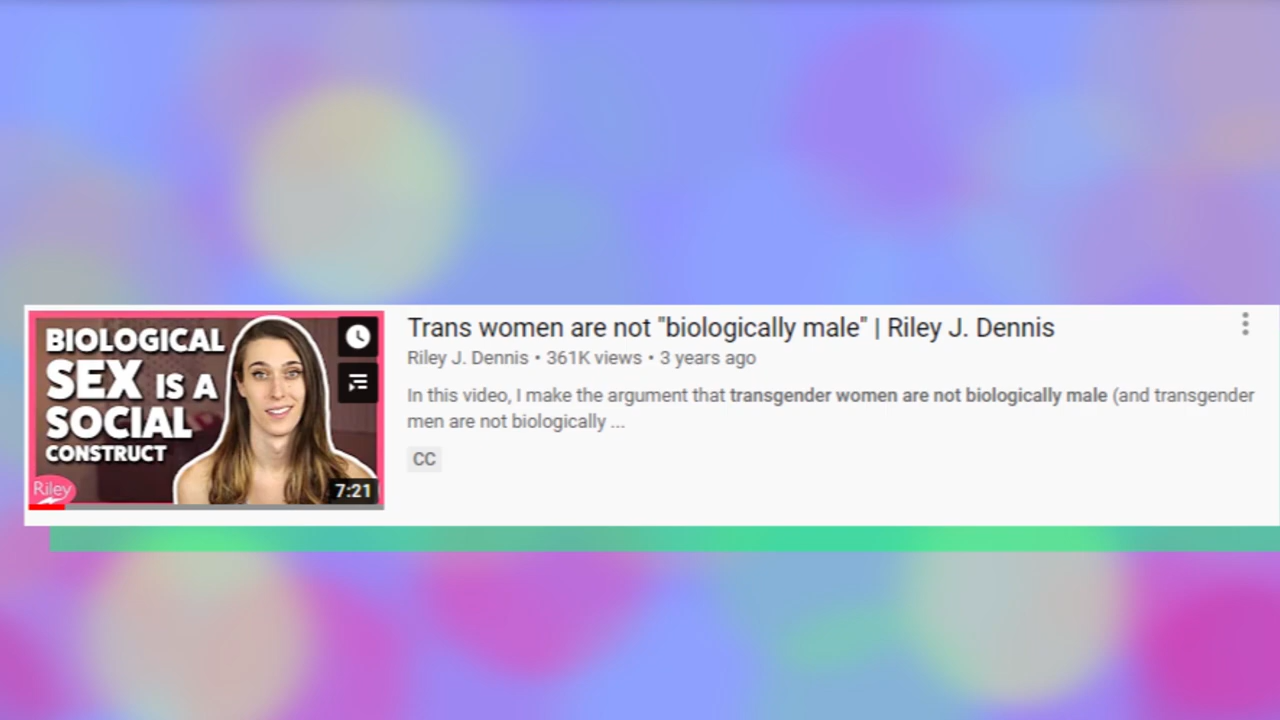 BIOLOGICAL
SEX IS A
SOCIAL
CONSTRUCT
Riley
7:21
Trans women are not "biologically male" | Riley J. Dennis
Riley J. Dennis • 361K views • 3 years ago
In this video, I make the argument that transgender women are not biologically male (and transgender
men are not biologically ...
CC